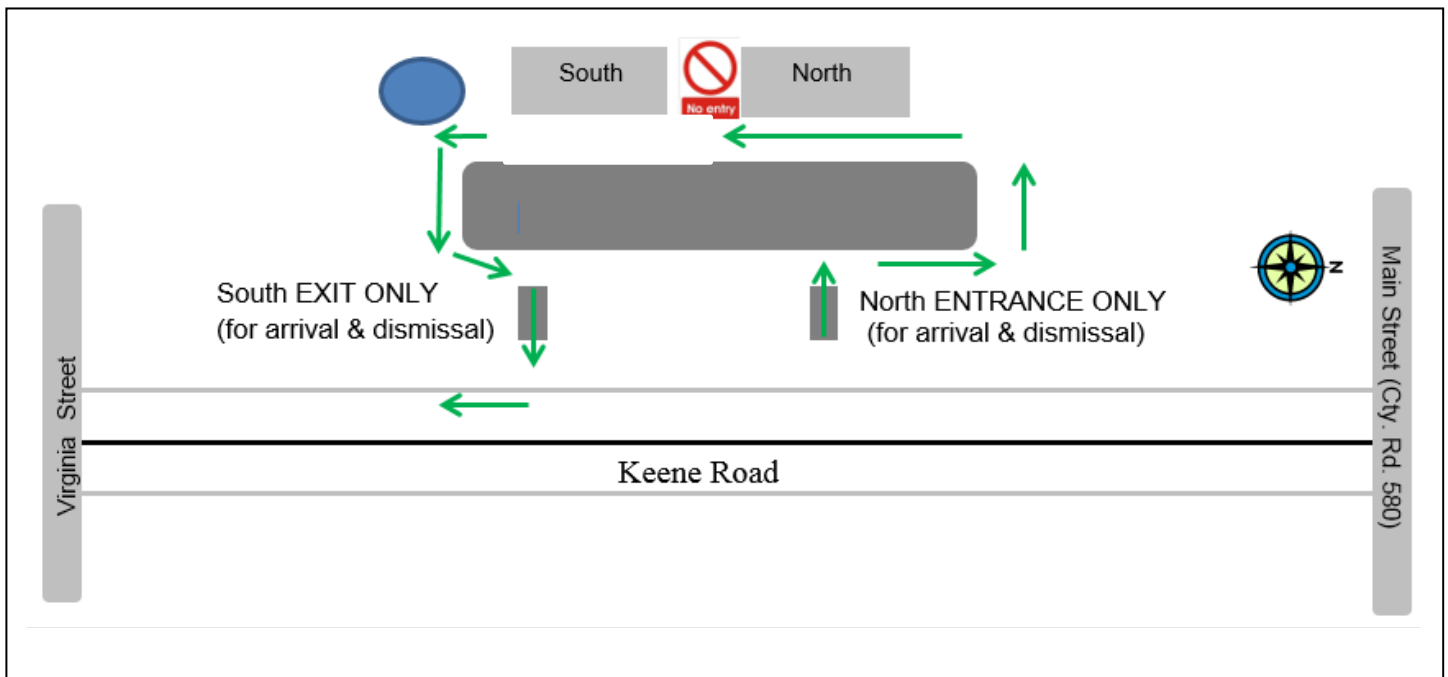 South
No entry
North
South EXIT ONLY
(for arrival & dismissal)
North ENTRANCE ONLY
(for arrival & dismissal)
N
Virginia Street
Main Street (Cty. Rd. 580)
Keene Road